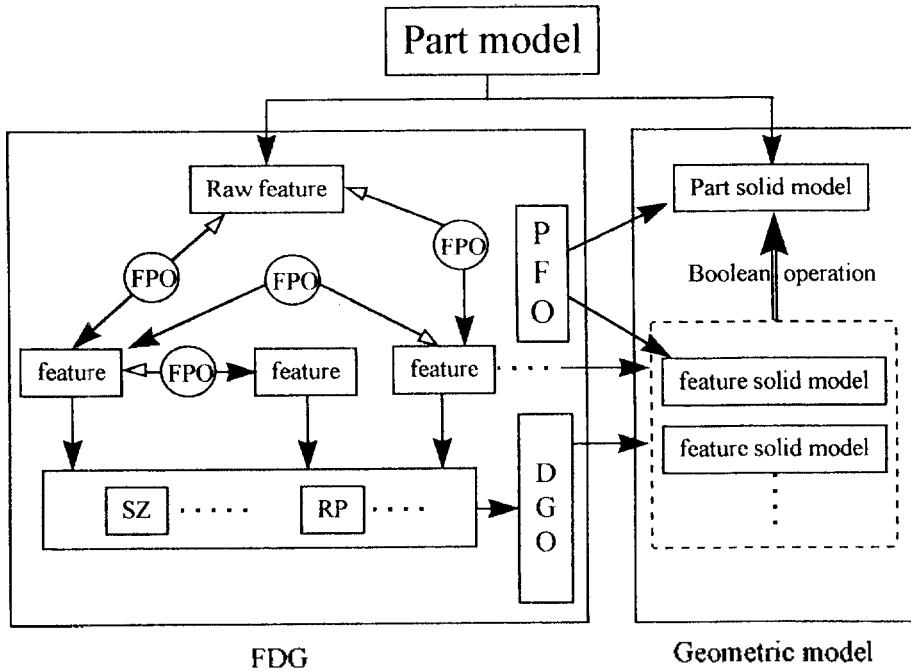 Part model
Raw feature
Part solid model
FPO
P
F
O
FPO
FPO
Boolean operation
feature
FPO
feature
feature
feature solid model
feature solid model
SZ
RP
D
G
O
FDG
Geometric model